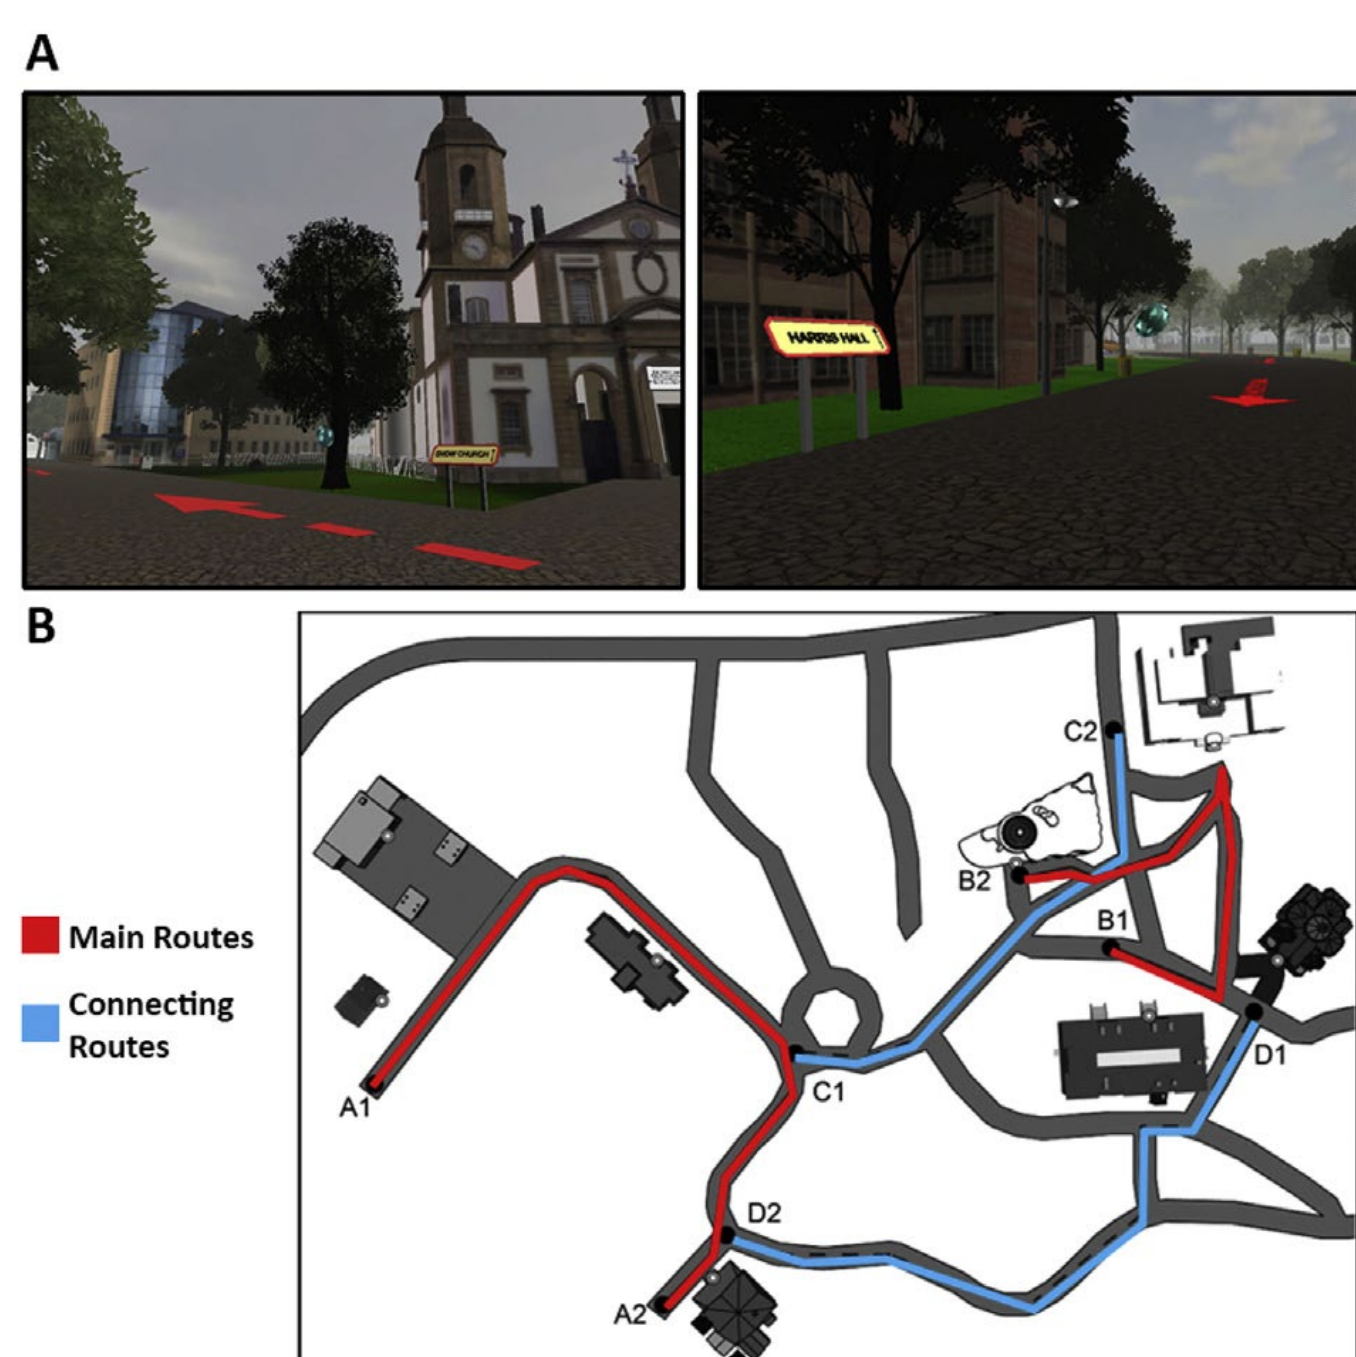 A
SNOW CHURCH
HARRIS HALL
B
C2
B2
B1
Main Routes
Connecting
Routes
D1
C1
A1
D2
A2